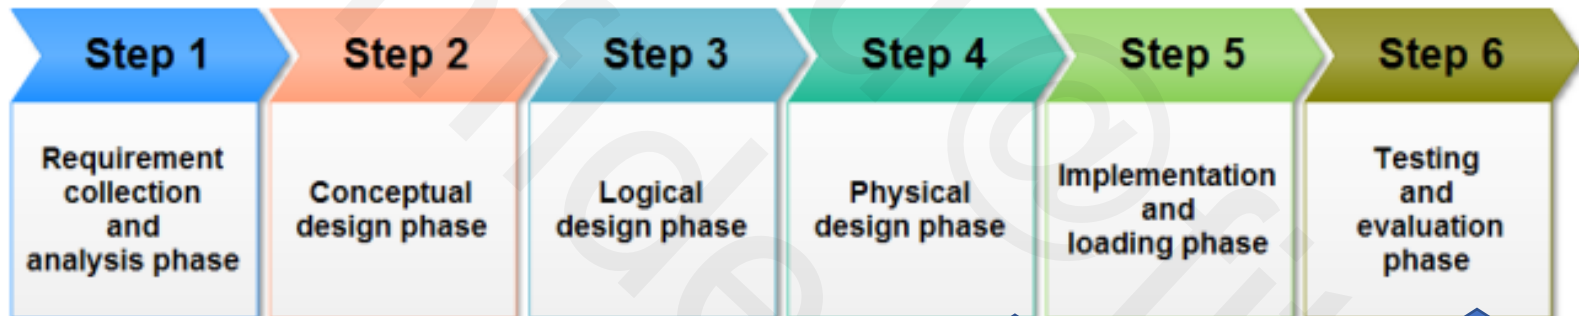 Step 1
Step 2
Step 3
Step 4
Step 5
Step 6
Requirement
collection
and
analysis phase
Conceptual
design phase
Logical
design phase
Physical
design phase
Implementation
and
loading phase
Testing
and
evaluation
phase